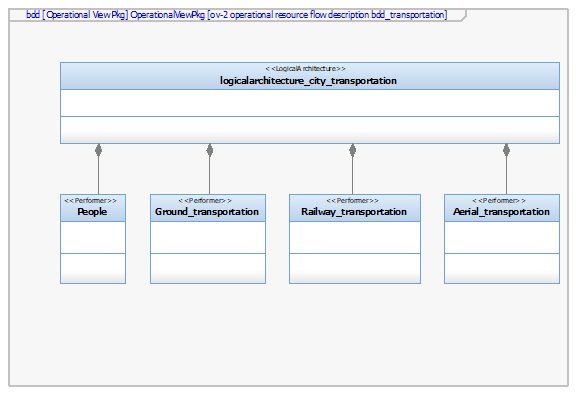 bdd [Operational ViewPkg] OperationalViewPkg [ov-2 operational resource flow description bdd_transportation]
<<LogicalArchitecture>>
logicalarchitecture_city_transportation
<<Performer>>
People
<<Performer>>
Ground_transportation
<<Performer>>
Railway_transportation
<<Performer>>
Aerial_transportation